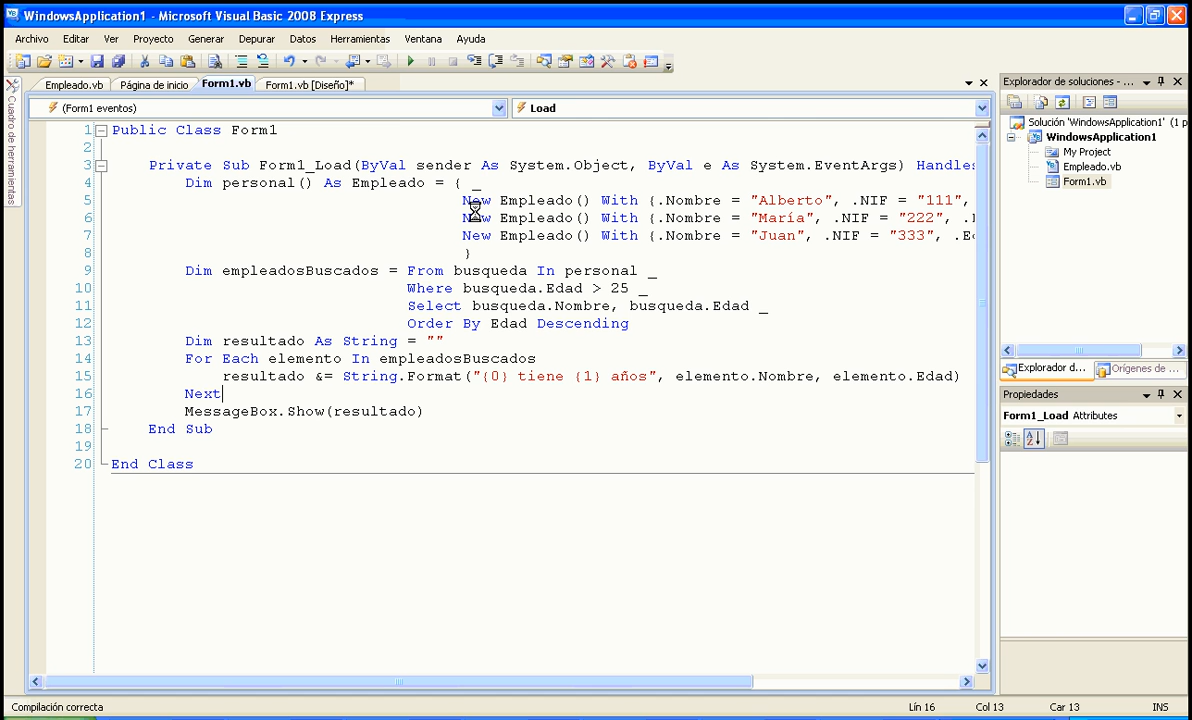 WindowsApplication1 - Microsoft Visual Basic 2008 Express
Archivo Editar Ver Proyecto Generar Depurar Datos Herramientas Ventana Ayuda
Empleado.vb Página de inicio Form1.vb Form1.vb [Diseño]*
(Form1 eventos) Load
Cuadro de herramientas
1 Public Class Form1
2
3 Private Sub Form1_Load(ByVal sender As System.Object, ByVal e As System.EventArgs) Handles
4 Dim personal() As Empleado = { _
5 New Empleado() With {.Nombre = "Alberto", .NIF = "111",
6 New Empleado() With {.Nombre = "María", .NIF = "222", .
7 New Empleado() With {.Nombre = "Juan", .NIF = "333", .Ed
8 }
9 Dim empleadosBuscados = From busqueda In personal _
10 Where busqueda.Edad > 25 _
11 Select busqueda.Nombre, busqueda.Edad _
12 Order By Edad Descending
13 Dim resultado As String = ""
14 For Each elemento In empleadosBuscados
15 resultado &= String.Format("{0} tiene {1} años", elemento.Nombre, elemento.Edad)
16 Next
17 MessageBox.Show(resultado)
18 End Sub
19
20 End Class
Explorador de soluciones - ...
Solución 'WindowsApplication1' (1 p
WindowsApplication1
My Project
Empleado.vb
Form1.vb
Explorador d... Orígenes de ...
Propiedades
Form1_Load Attributes
Compilación correcta Lín 16 Col 13 Car 13 INS